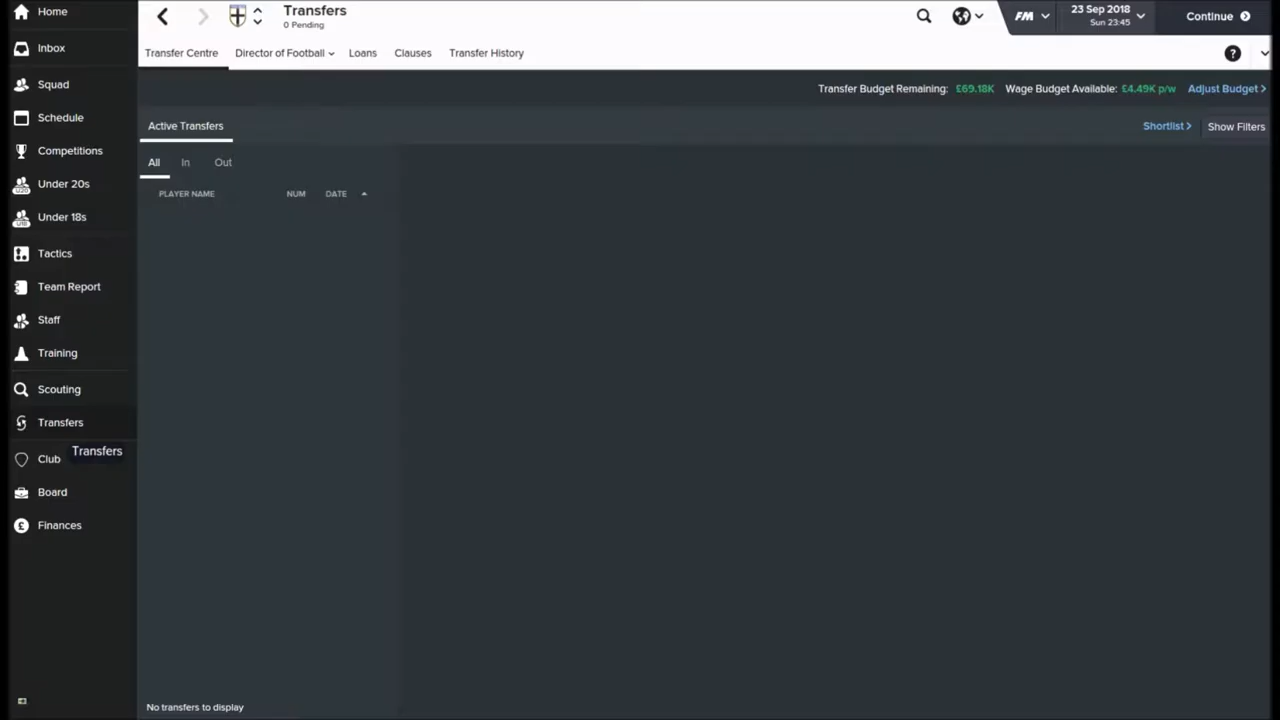 Home
Inbox
Squad
Schedule
Competitions
Under 20s
Under 18s
Tactics
Team Report
Staff
Training
Scouting
Transfers
Transfers
Club
Board
Finances
Transfers
0 Pending
FM
23 Sep 2018
Sun 23:45
Continue
Transfer Centre Director of Football Loans Clauses Transfer History
?
Transfer Budget Remaining: £69.18K Wage Budget Available: £4.49K p/w Adjust Budget >
Active Transfers
Shortlist > Show Filters
All In Out
PLAYER NAME NUM DATE
No transfers to display